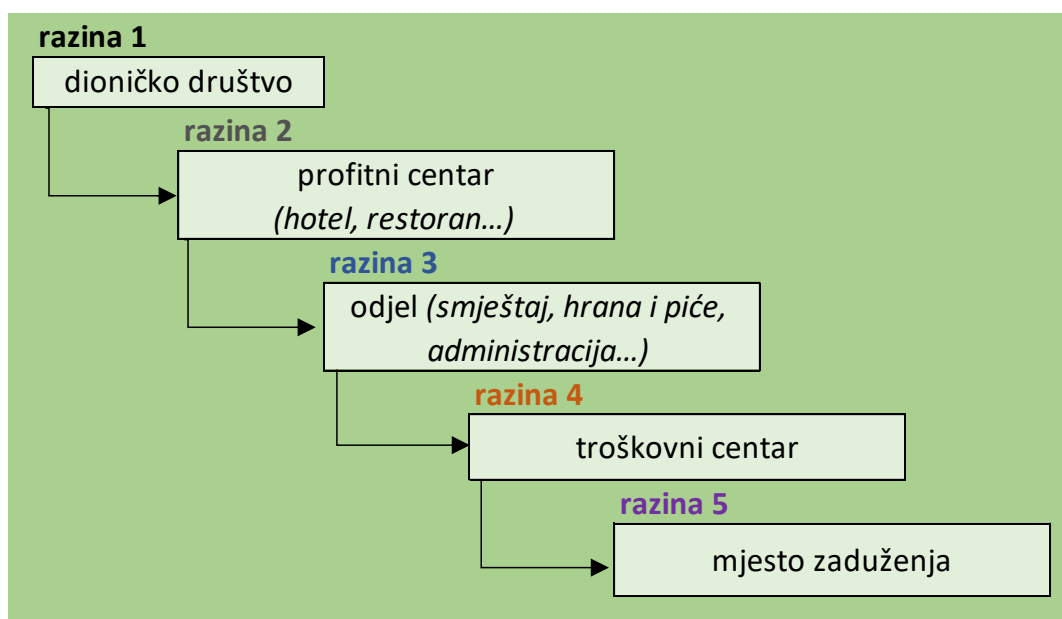 razina 1
dioničko društvo
razina 2
profitni centar
(hotel, restoran…)
razina 3
odjel (smještaj, hrana i piće,
administracija…)
razina 4
troškovni centar
razina 5
mjesto zaduženja